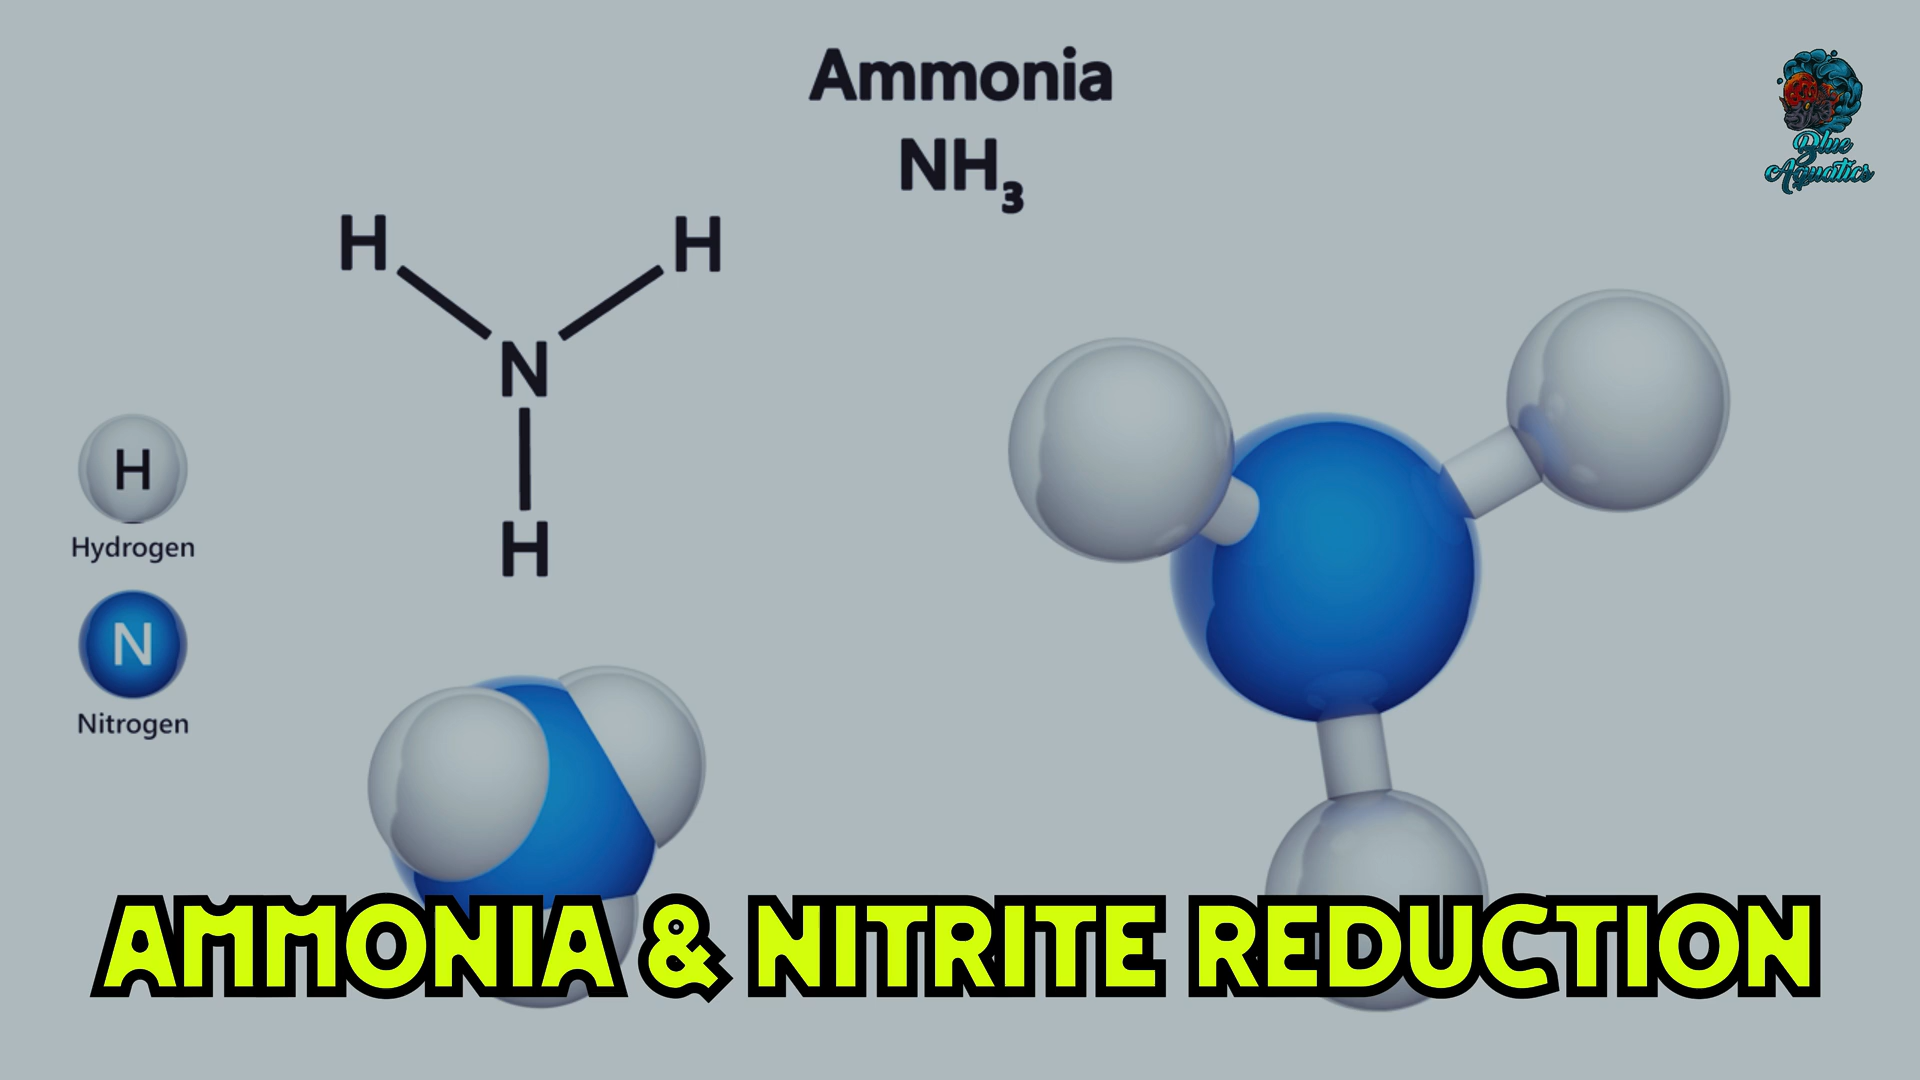 Ammonia
NH₃
Blue
Aquatics
H H
N
H
H
Hydrogen
N
Nitrogen
AMMONIA & NITRITE REDUCTION